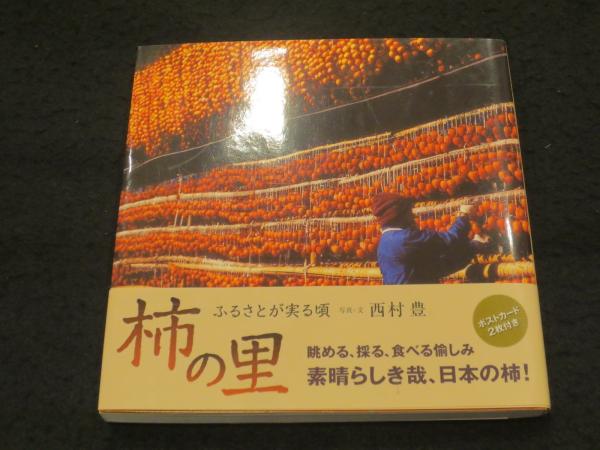 柿の里
ふるさとが実る頃 写真・文 西村 豊
眺める、採る、食べる愉しみ
素晴らしき哉、日本の柿!
ポストカード
2枚付き